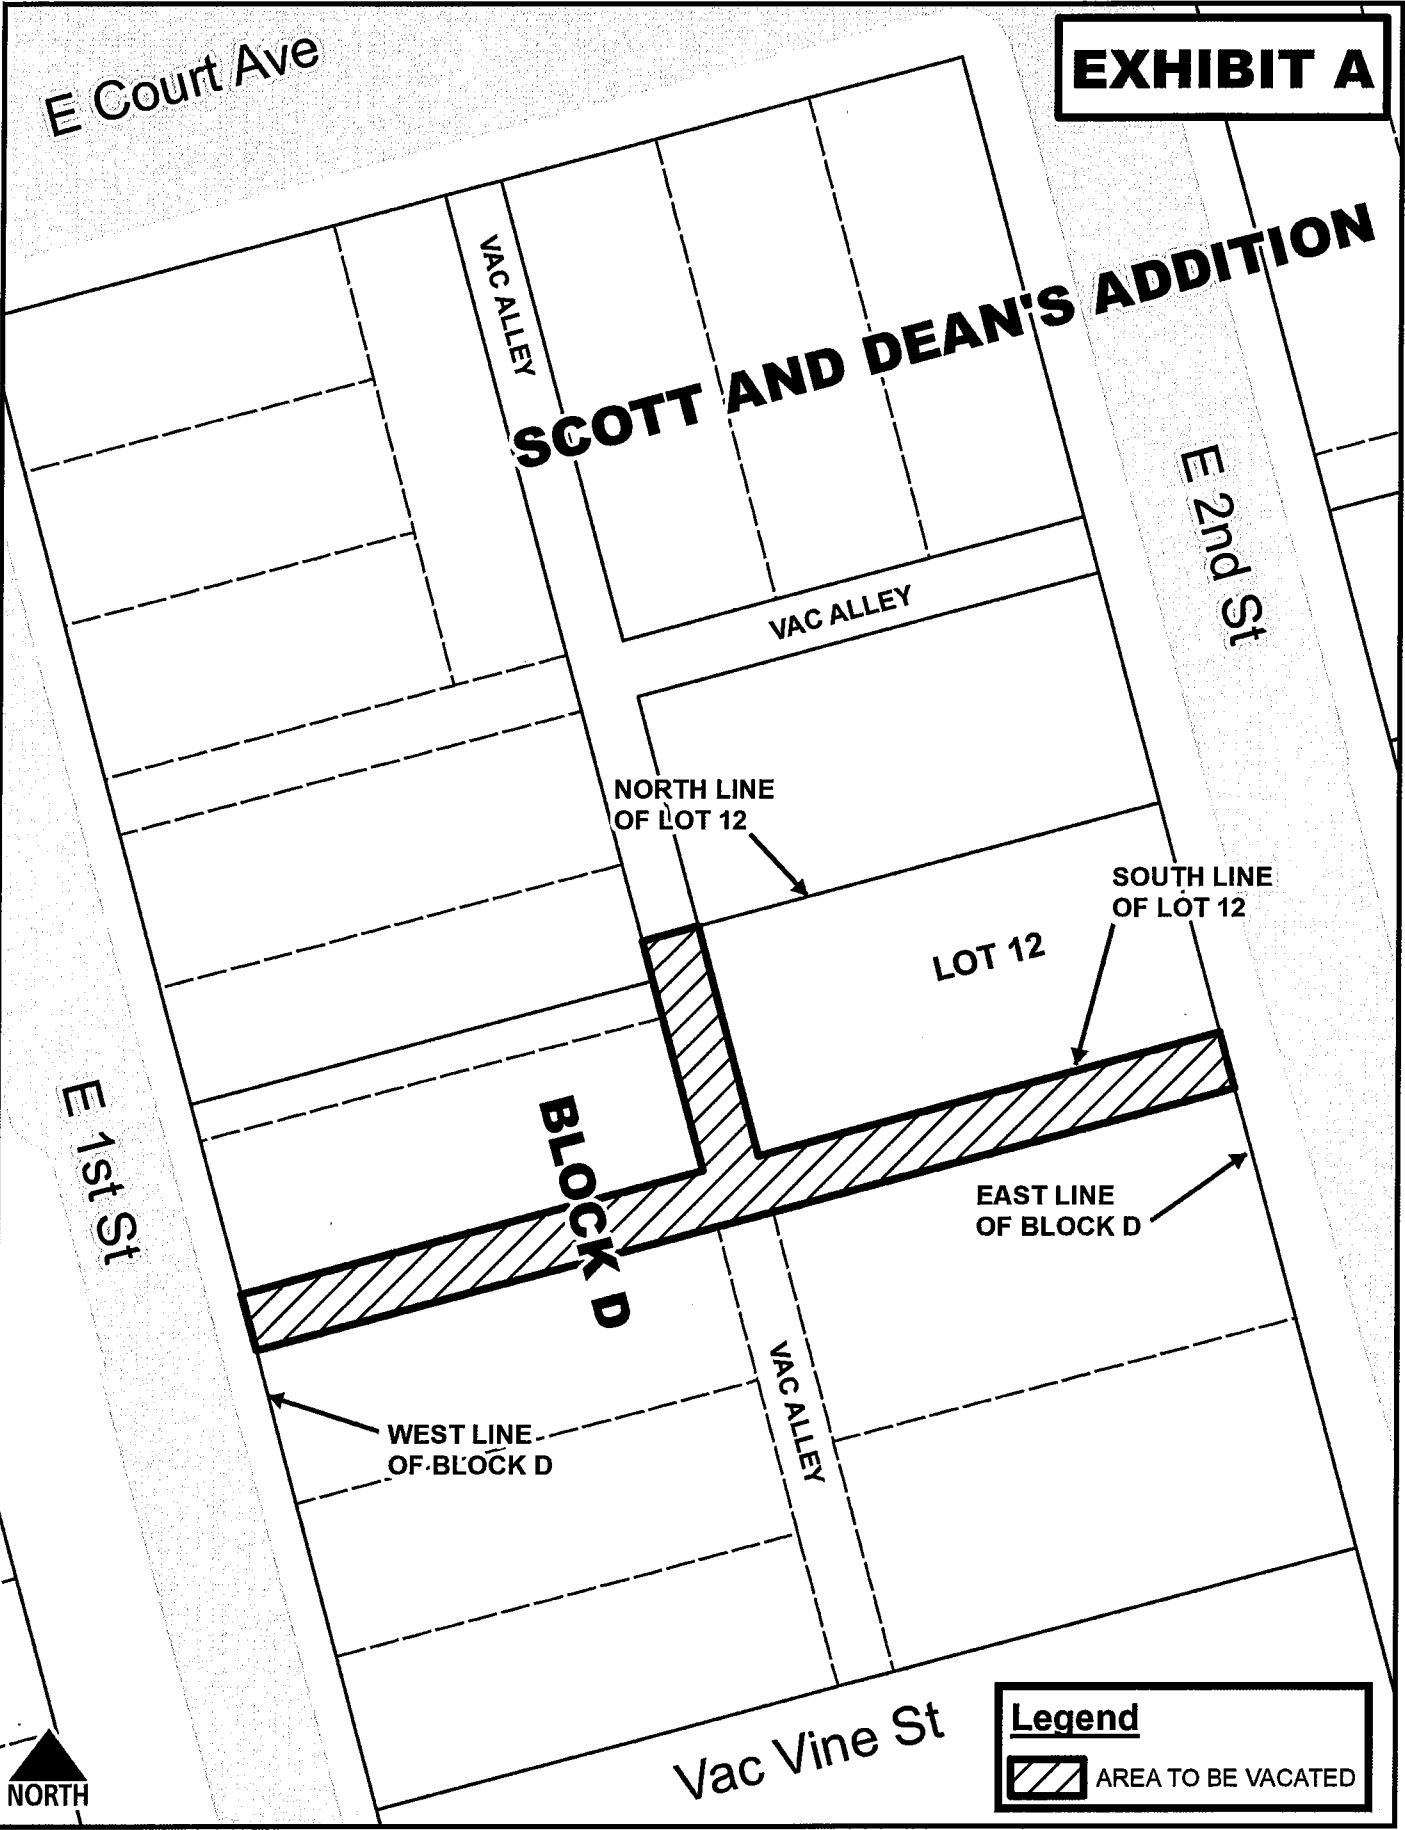 E Court Ave
EXHIBIT A
VAC ALLEY
SCOTT AND DEAN'S ADDITION
E 2nd St
VAC ALLEY
NORTH LINE
OF LOT 12
SOUTH LINE
OF LOT 12
LOT 12
E 1st St
BLOCK D
EAST LINE
OF BLOCK D
VAC ALLEY
WEST LINE
OF BLOCK D
Vac Vine St
Legend
AREA TO BE VACATED
NORTH